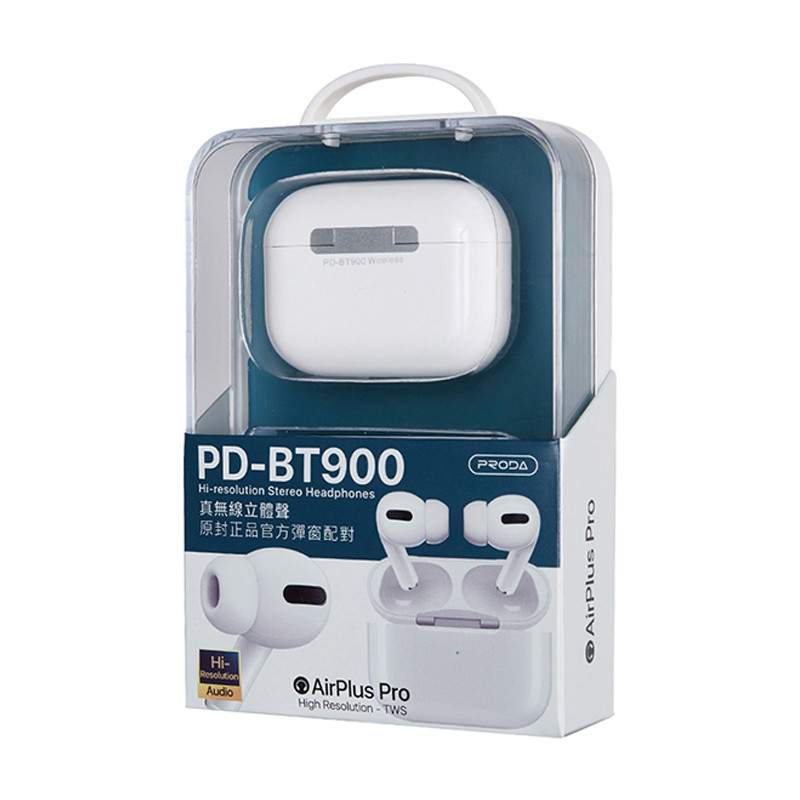 PD-BT900 Wireless
PD-BT900
PRODA
Hi-resolution Stereo Headphones
真無線立體聲
原封正品官方彈窗配對
Hi-
Resolution
Audio
AirPlus Pro
High Resolution - TWS
AirPlus Pro